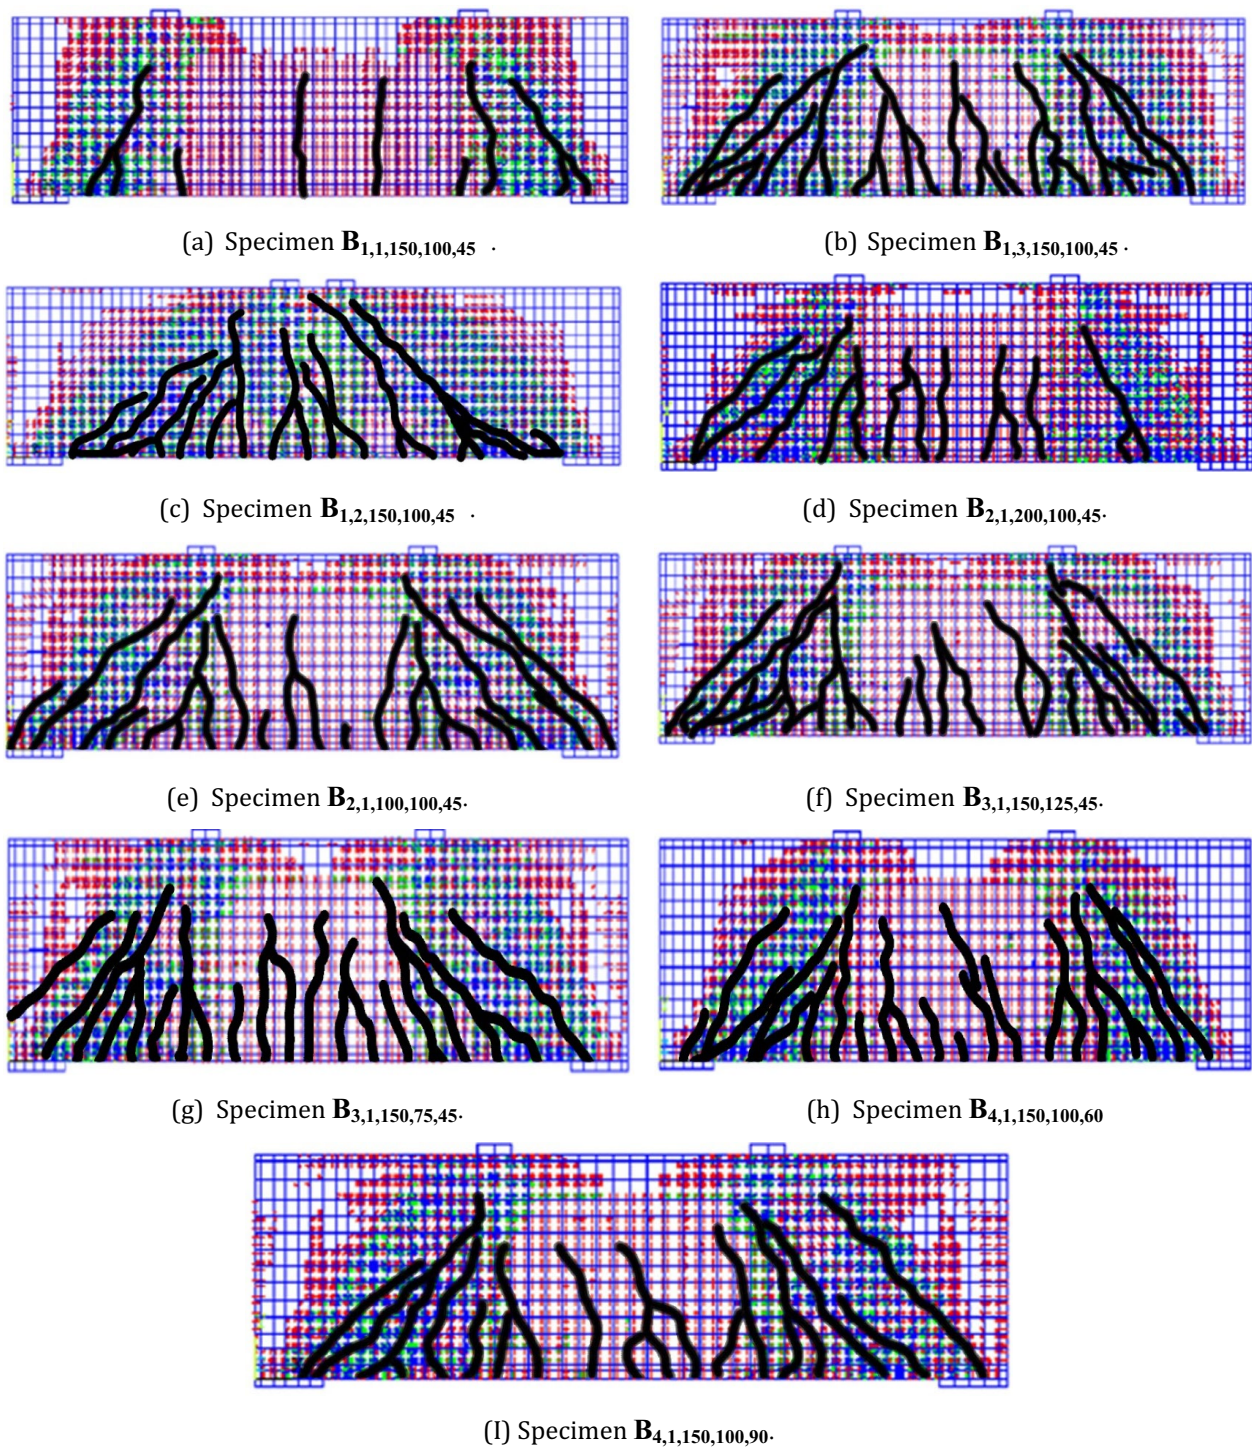 (a) Specimen B1,1,150,100,45 .
(b) Specimen B1,3,150,100,45.
(c) Specimen B1,2,150,100,45 .
(d) Specimen B2,1,200,100,45.
(e) Specimen B2,1,100,100,45.
(f) Specimen B3,1,150,125,45.
(g) Specimen B3,1,150,75,45.
(h) Specimen B4,1,150,100,60
(I) Specimen B4,1,150,100,90.